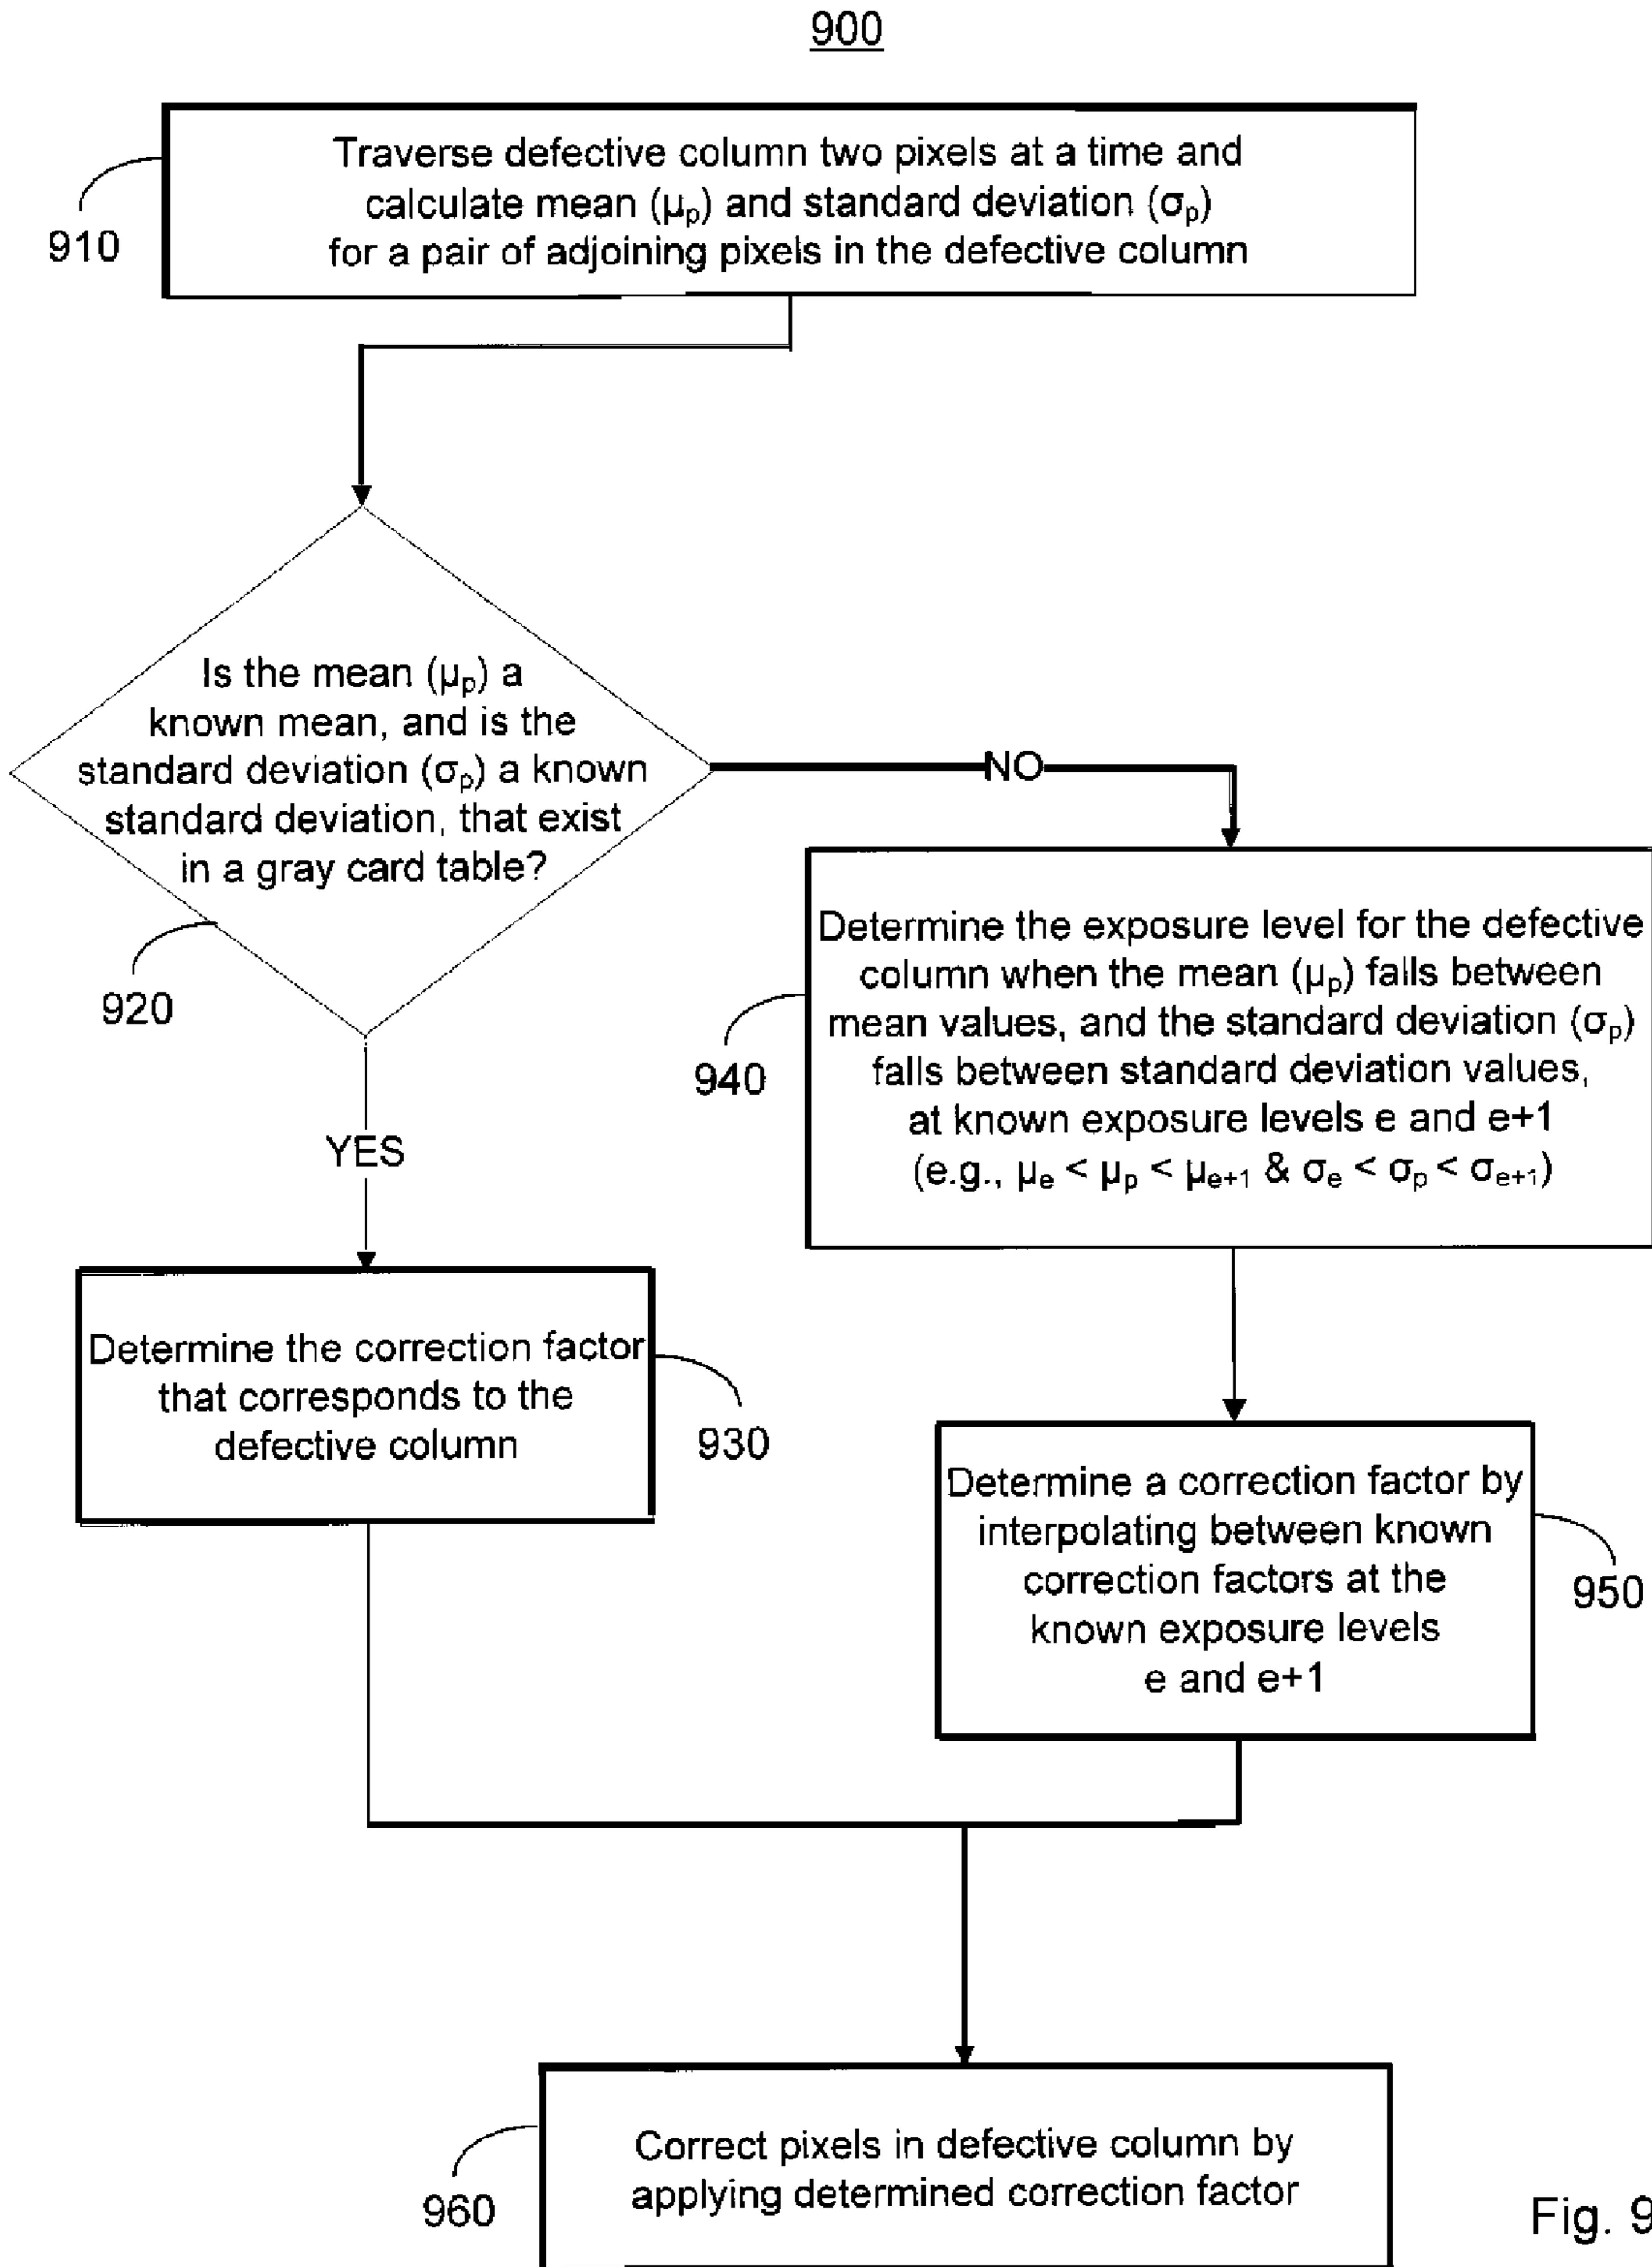 900
Traverse defective column two pixels at a time and
calculate mean (μp) and standard deviation (σp)
for a pair of adjoining pixels in the defective column
910
Is the mean (μp) a
known mean, and is the
standard deviation (σp) a known
standard deviation, that exist
in a gray card table?
920
NO
YES
Determine the exposure level for the defective
column when the mean (μp) falls between
mean values, and the standard deviation (σp)
falls between standard deviation values,
at known exposure levels e and e+1
(e.g., μe < μp < μe+1 & σe < σp < σe+1)
940
Determine the correction factor
that corresponds to the
defective column
930
Determine a correction factor by
interpolating between known
correction factors at the
known exposure levels
e and e+1
950
Correct pixels in defective column by
applying determined correction factor
960
Fig. 9